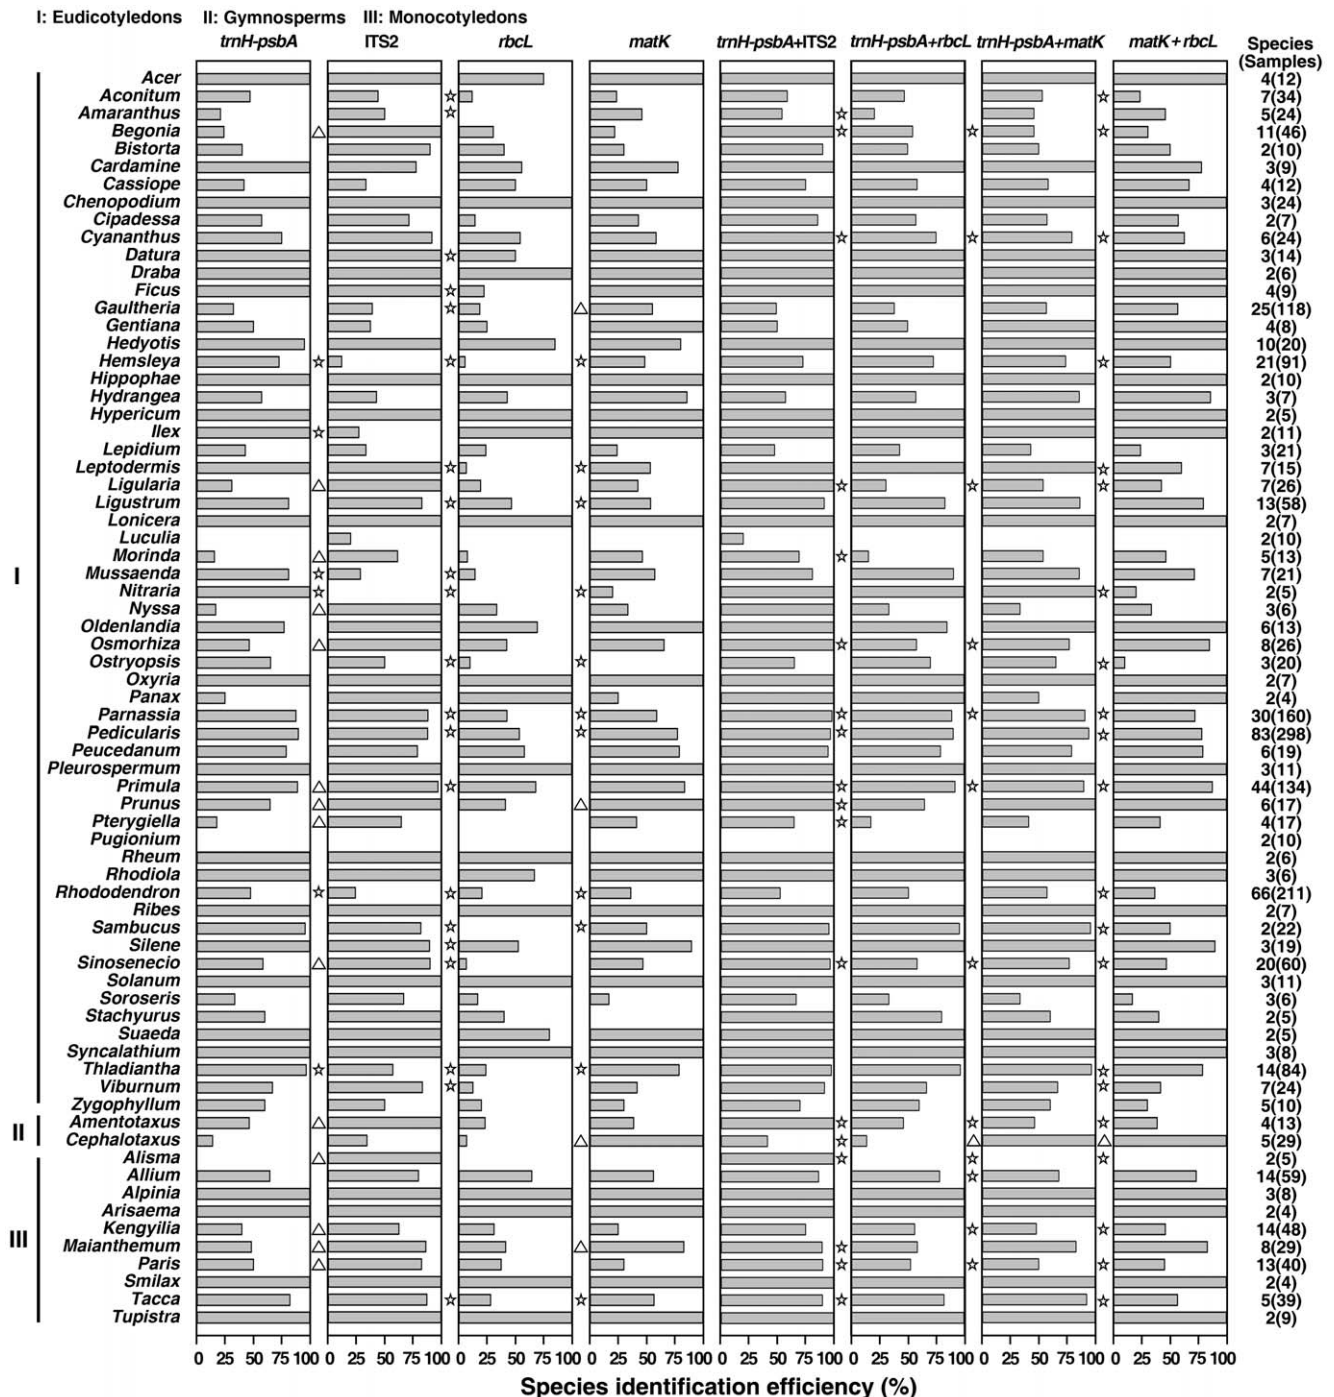 I: Eudicotyledons II: Gymnosperms III: Monocotyledons
trnH-psbA ITS2 rbcL matK trnH-psbA+ITS2 trnH-psbA+rbcL trnH-psbA+matK matK+rbcL Species
(Samples)
Acer 4(12)
Aconitum 7(34)
Amaranthus 5(24)
Begonia 11(46)
Bistorta 2(10)
Cardamine 3(9)
Cassiope 4(12)
Chenopodium 3(24)
Cipadessa 2(7)
Cyananthus 6(24)
Datura 3(14)
Draba 2(6)
Ficus 4(9)
Gaultheria 25(118)
Gentiana 4(8)
Hedyotis 10(20)
Hemsleya 21(91)
Hippophae 2(10)
Hydrangea 3(7)
Hypericum 2(5)
Ilex 2(11)
Lepidium 3(21)
Leptodermis 7(15)
Ligularia 7(26)
Ligustrum 13(58)
Lonicera 2(7)
Luculia 2(10)
Morinda 5(13)
I Mussaenda 7(21)
Nitraria 2(5)
Nyssa 3(6)
Oldenlandia 6(13)
Osmorhiza 8(26)
Ostryopsis 3(20)
Oxyria 2(7)
Panax 2(4)
Parnassia 30(160)
Pedicularis 83(298)
Peucedanum 6(19)
Pleurospermum 3(11)
Primula 44(134)
Prunus 6(17)
Pterygiella 4(17)
Pugionium 2(10)
Rheum 2(6)
Rhodiola 3(6)
Rhododendron 66(211)
Ribes 2(7)
Sambucus 2(22)
Silene 3(19)
Sinosenecio 20(60)
Solanum 3(11)
Soroseris 3(6)
Stachyurus 2(5)
Suaeda 2(5)
Syncalathium 3(8)
Thladiantha 14(84)
Viburnum 7(24)
Zygophyllum 5(10)
Amentotaxus 4(13)
II Cephalotaxus 5(29)
Alisma 2(5)
Allium 14(59)
Alpinia 3(8)
Arisaema 2(4)
Kengyilia 14(48)
III Maianthemum 8(29)
Paris 13(40)
Smilax 2(4)
Tacca 5(39)
Tupistra 2(9)
0 25 50 75 100 0 25 50 75 100 0 25 50 75 100 0 25 50 75 100 0 25 50 75 100 0 25 50 75 100 0 25 50 75 100 0 25 50 75 100
Species identification efficiency (%)